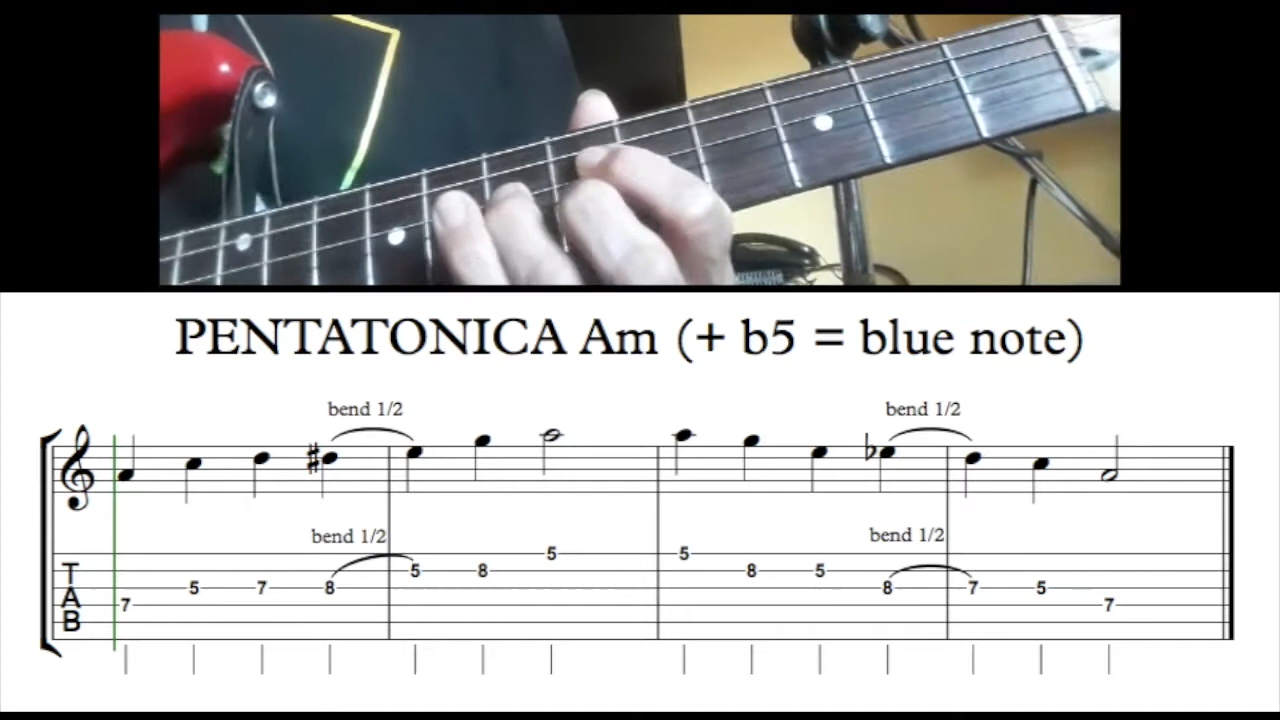 PENTATONICA Am (+ b5 = blue note)
bend 1/2 bend 1/2
bend 1/2 bend 1/2
5 5
T 5 8 8 5
5 7 8 8 7 5
A 7 7
B